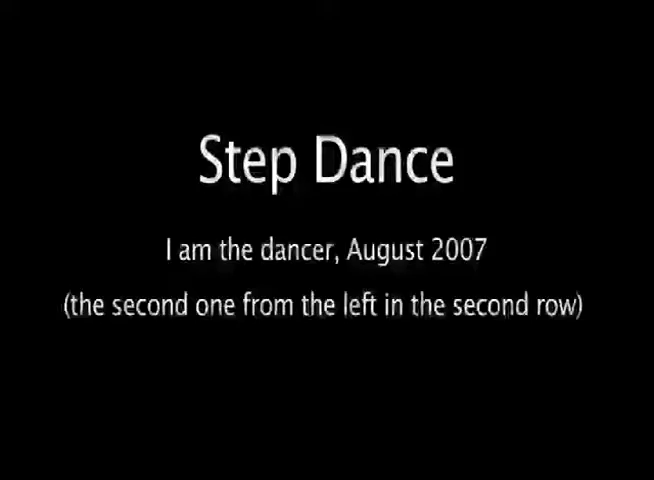 Step Dance
I am the dancer, August 2007
(the second one from the left in the second row)